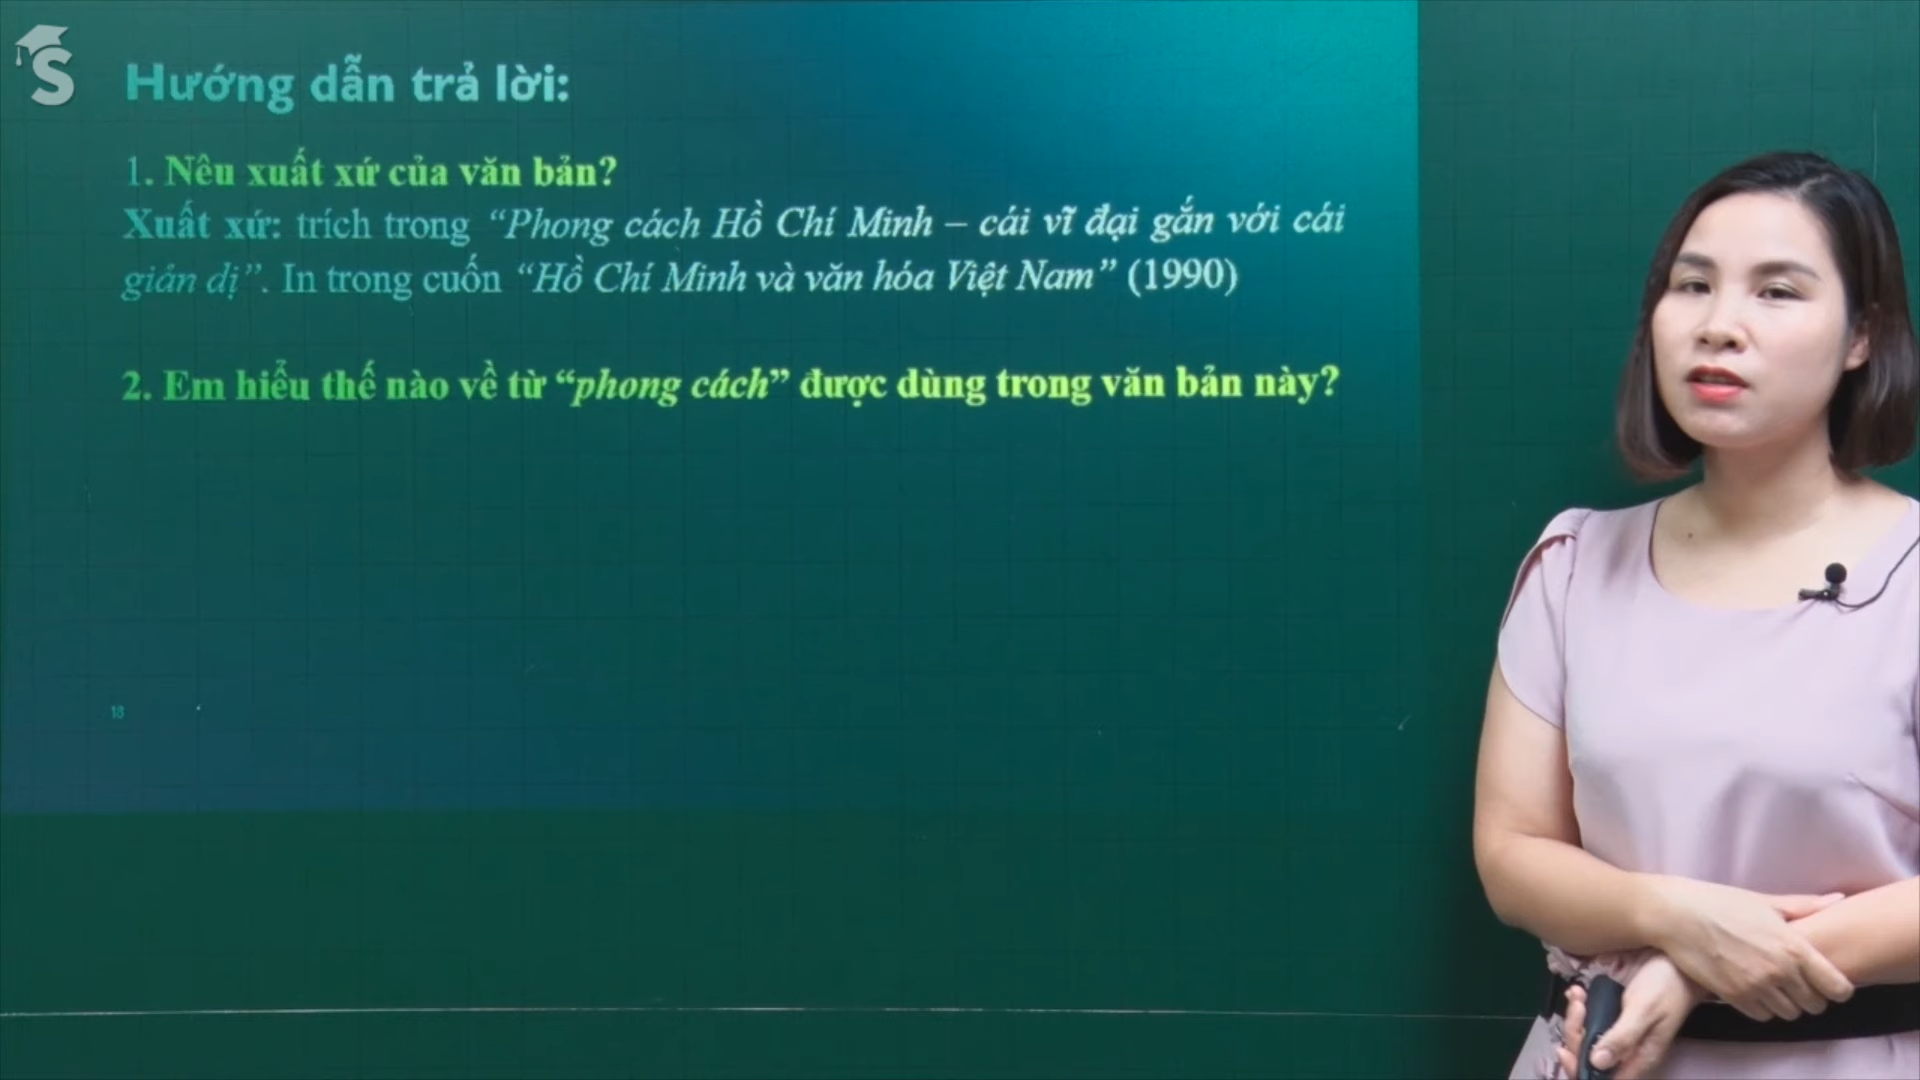 S
Hướng dẫn trả lời:
1. Nêu xuất xứ của văn bản?
Xuất xứ: trích trong “Phong cách Hồ Chí Minh – cái vĩ đại gắn với cái
giản dị”. In trong cuốn “Hồ Chí Minh và văn hóa Việt Nam” (1990)
2. Em hiểu thế nào về từ “phong cách” được dùng trong văn bản này?
18